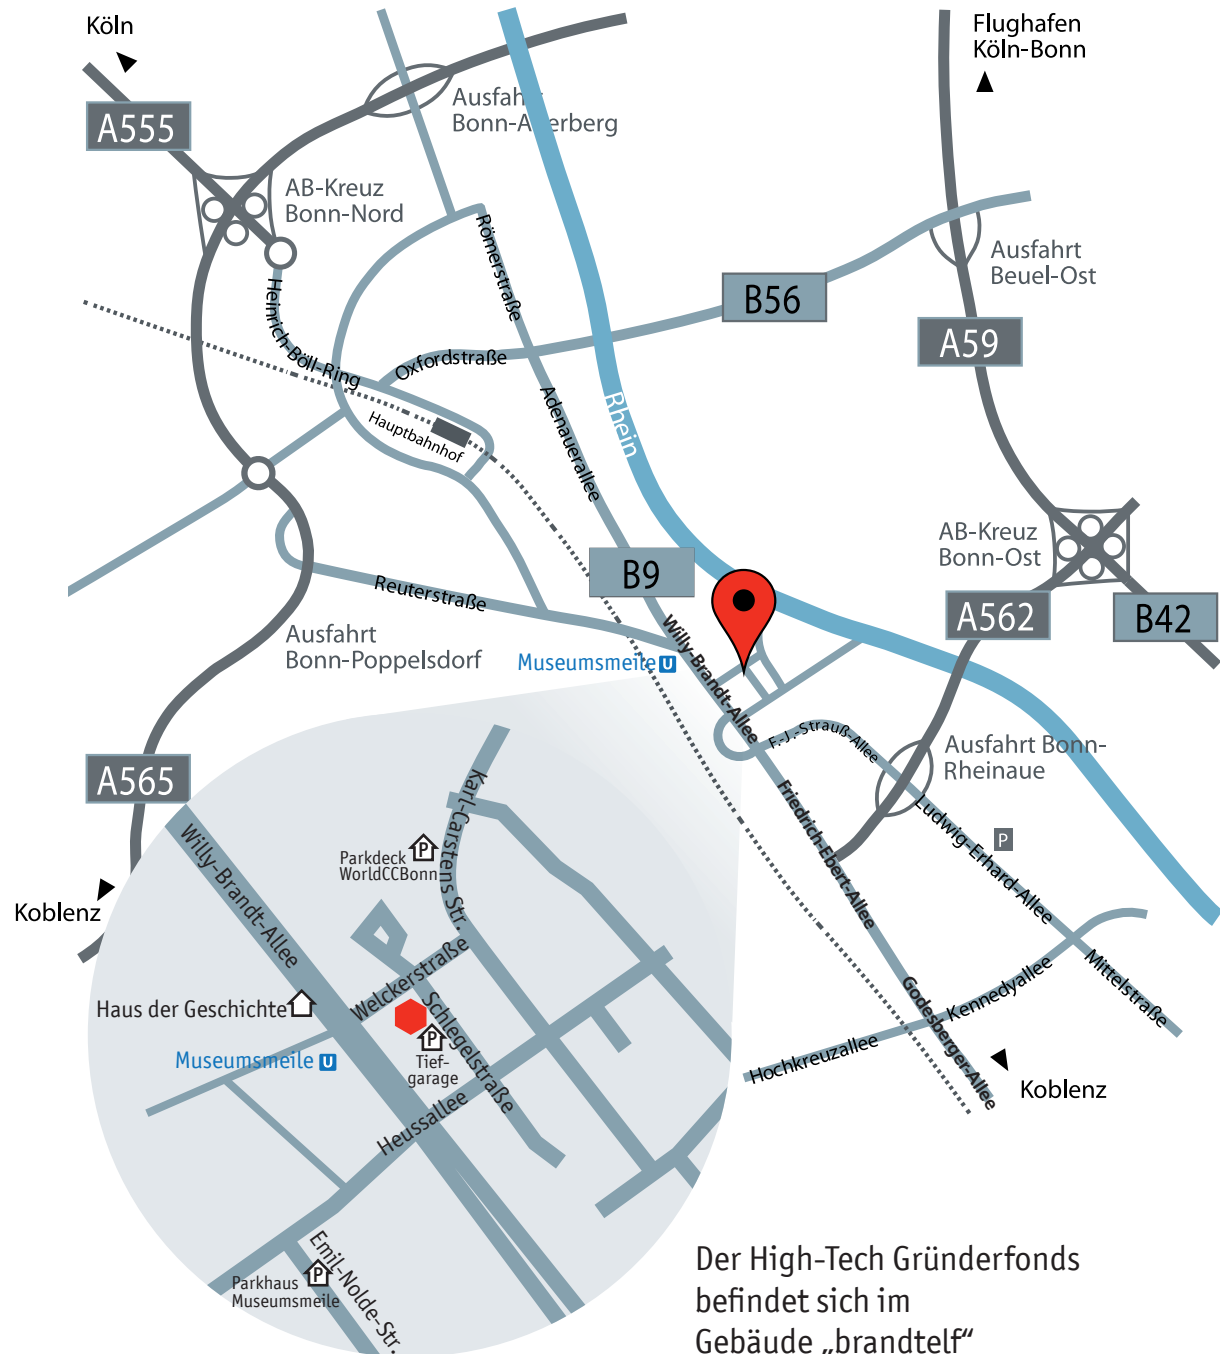 Köln
Flughafen
Köln-Bonn
A555
Ausfahrt
Bonn-Auerberg
AB-Kreuz
Bonn-Nord
Römerstraße
Ausfahrt
Beuel-Ost
B56
A59
Heinrich-Böll-Ring
Oxfordstraße
Adenauerallee
Rhein
Hauptbahnhof
AB-Kreuz
Bonn-Ost
B9
A562
B42
Reuterstraße
Ausfahrt
Bonn-Poppelsdorf
Museumsmeile U
Willy-Brandt-Allee
F.-J.-Strauß-Allee
Ausfahrt Bonn-
Rheinaue
A565
Friedrich-Ebert-Allee
Ludwig-Erhard-Allee
P
Koblenz
Mittelstraße
Kennedyallee
Hochkreuzallee
Godesberger-Allee
Koblenz
Karl-Carstens Str.
Willy-Brandt-Allee
Parkdeck
WorldCCBonn
P
Welckerstraße
Schlegelstraße
Haus der Geschichte
Museumsmeile U
P
Tief-
garage
Heussallee
Emil-Nolde-Str.
Parkhaus
Museumsmeile
P
Der High-Tech Gründerfonds
befindet sich im
Gebäude „brandtelf“